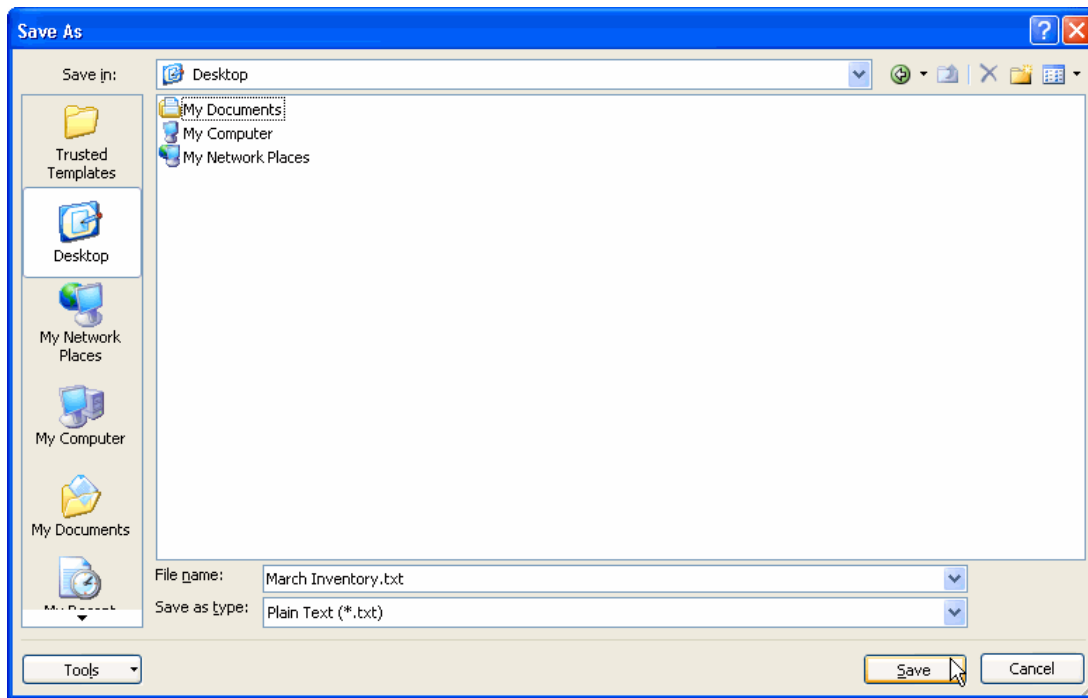 Save As
Save in:
Desktop
My Documents
My Computer
My Network Places
Trusted
Templates
Desktop
My Network
Places
My Computer
My Documents
File name:
March Inventory.txt
Save as type:
Plain Text (*.txt)
Tools
Save
Cancel